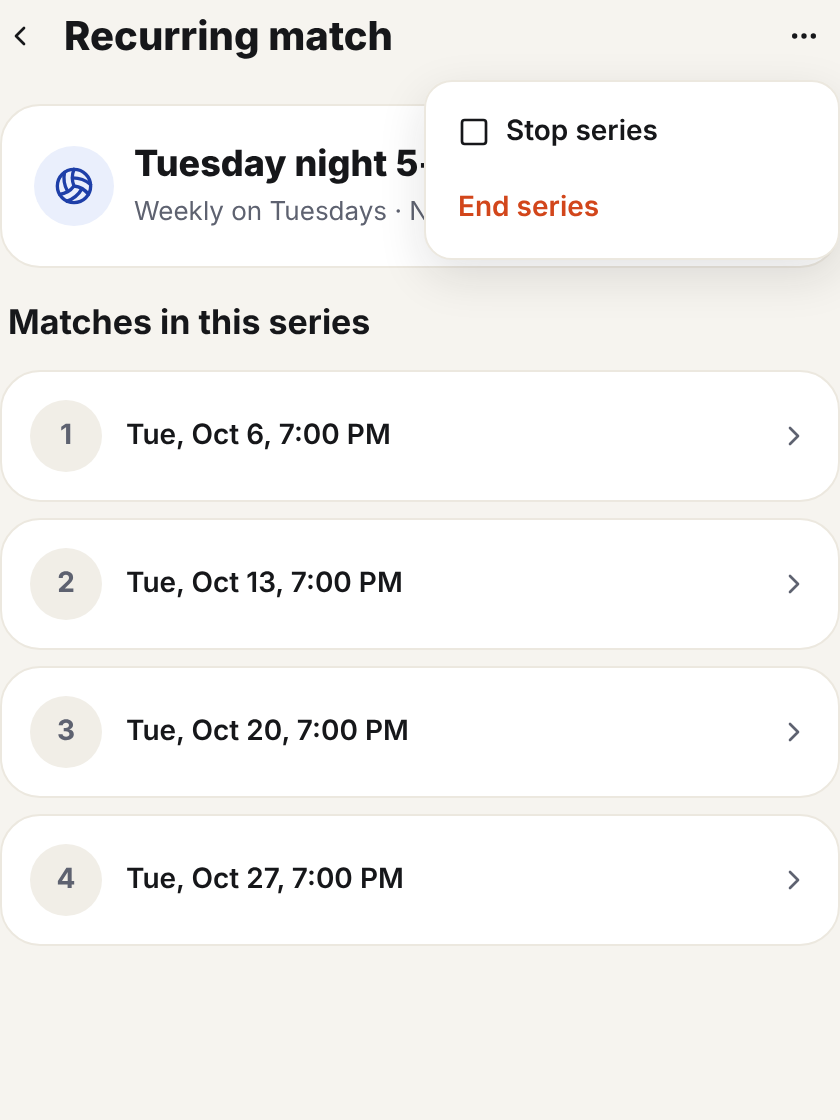 Recurring match
Stop series
End series
Tuesday night 5-
Weekly on Tuesdays ·
Matches in this series
1
Tue, Oct 6, 7:00 PM
2
Tue, Oct 13, 7:00 PM
3
Tue, Oct 20, 7:00 PM
4
Tue, Oct 27, 7:00 PM